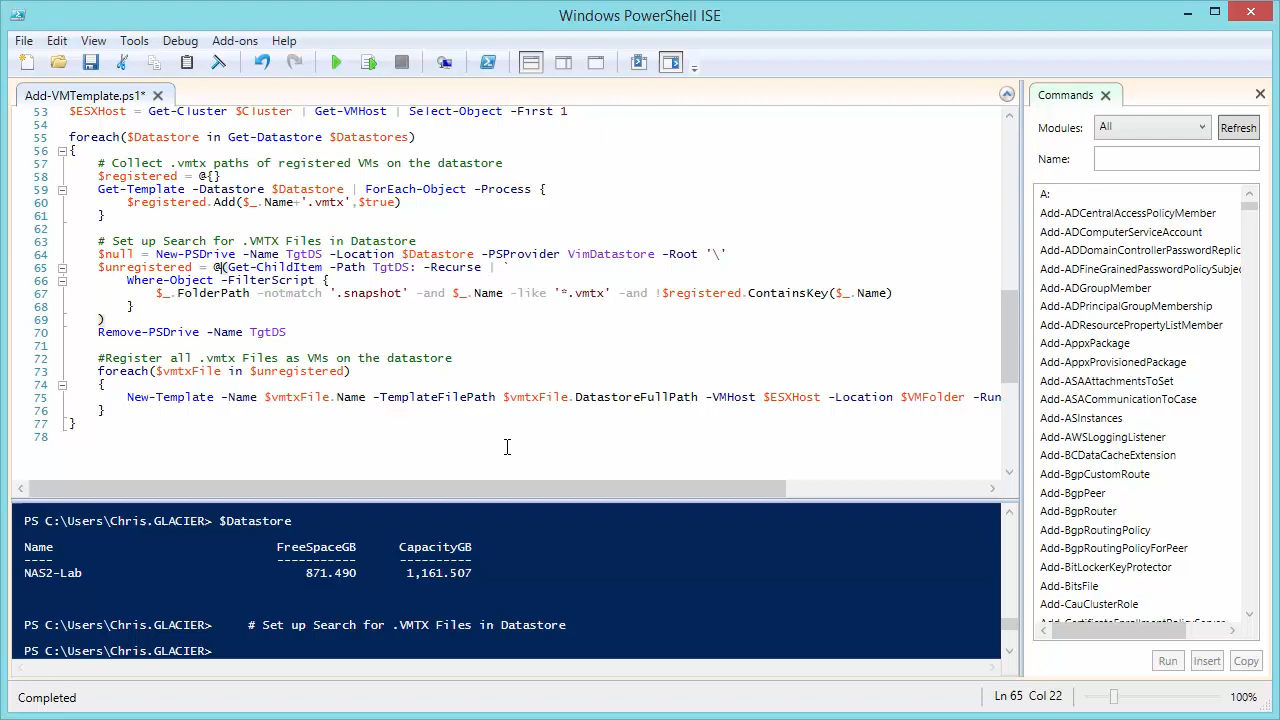 Windows PowerShell ISE
File Edit View Tools Debug Add-ons Help
Add-VMTemplate.ps1*
53 $ESXHost = Get-Cluster $Cluster | Get-VMHost | Select-Object -First 1
54
55 foreach($Datastore in Get-Datastore $Datastores)
56 {
57 # Collect .vmtx paths of registered VMs on the datastore
58 $registered = @{}
59 Get-Template -Datastore $Datastore | ForEach-Object -Process {
60 $registered.Add($_.Name+'.vmtx',$true)
61 }
62
63 # Set up Search for .VMTX Files in Datastore
64 $null = New-PSDrive -Name TgtDS -Location $Datastore -PSProvider VimDatastore -Root '\'
65 $unregistered = @(Get-ChildItem -Path TgtDS: -Recurse | `
66 Where-Object -FilterScript {
67 $_.FolderPath -notmatch '.snapshot' -and $_.Name -like '*.vmtx' -and !$registered.ContainsKey($_.Name)
68 }
69 )
70 Remove-PSDrive -Name TgtDS
71
72 #Register all .vmtx Files as VMs on the datastore
73 foreach($vmtxFile in $unregistered)
74 {
75 New-Template -Name $vmtxFile.Name -TemplateFilePath $vmtxFile.DatastoreFullPath -VMHost $ESXHost -Location $VMFolder -Run
76 }
77 }
78
PS C:\Users\Chris.GLACIER> $Datastore
Name FreeSpaceGB CapacityGB
---- ----------- ----------
NAS2-Lab 871.490 1,161.507
PS C:\Users\Chris.GLACIER> # Set up Search for .VMTX Files in Datastore
PS C:\Users\Chris.GLACIER>
Commands
Modules: All Refresh
Name:
A:
Add-ADCentralAccessPolicyMember
Add-ADComputerServiceAccount
Add-ADDomainControllerPasswordReplic
Add-ADFineGrainedPasswordPolicySubjec
Add-ADGroupMember
Add-ADPrincipalGroupMembership
Add-ADResourcePropertyListMember
Add-AppxPackage
Add-AppxProvisionedPackage
Add-ASAAttachmentsToSet
Add-ASACommunicationToCase
Add-ASInstances
Add-AWSLoggingListener
Add-BCDataCacheExtension
Add-BgpCustomRoute
Add-BgpPeer
Add-BgpRouter
Add-BgpRoutingPolicy
Add-BgpRoutingPolicyForPeer
Add-BitLockerKeyProtector
Add-BitsFile
Add-CauClusterRole
Run Insert Copy
Completed
Ln 65 Col 22
100%